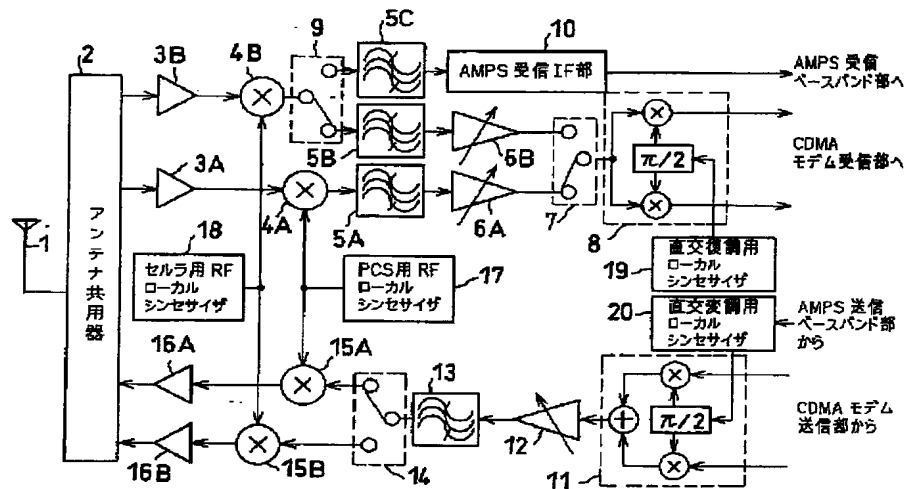 5C
9
10
2
3B
4B
AMPS 受信IF部
AMPS 受信
ベースバンド部へ
5B
6B
CDMA
モデム受信部へ
π/2
3A
4A
5A
6A
7
8
1
アンテナ共用器
18
セルラ用 RF
ローカル
シンセサイザ
PCS用 RF
ローカル
シンセサイザ
17
19
直交復調用
ローカル
シンセサイザ
20
直交変調用
ローカル
シンセサイザ
AMPS 送信
ベースバンド部
から
16A
15A
13
12
π/2
CDMA モデム
送信部から
16B
15B
14
11